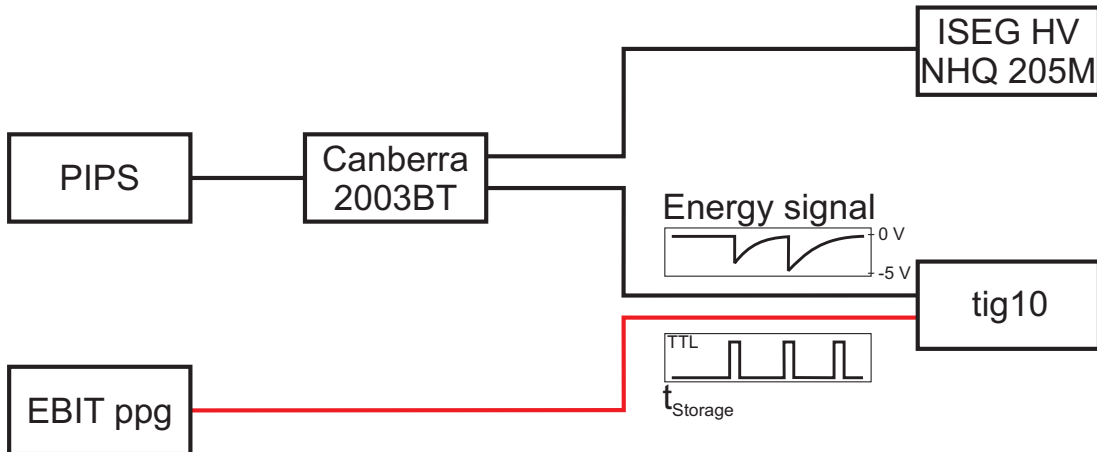 ISEG HV
NHQ 205M
PIPS
Canberra
2003BT
Energy signal
0 V
-5 V
tig10
TTL
tStorage
EBIT ppg